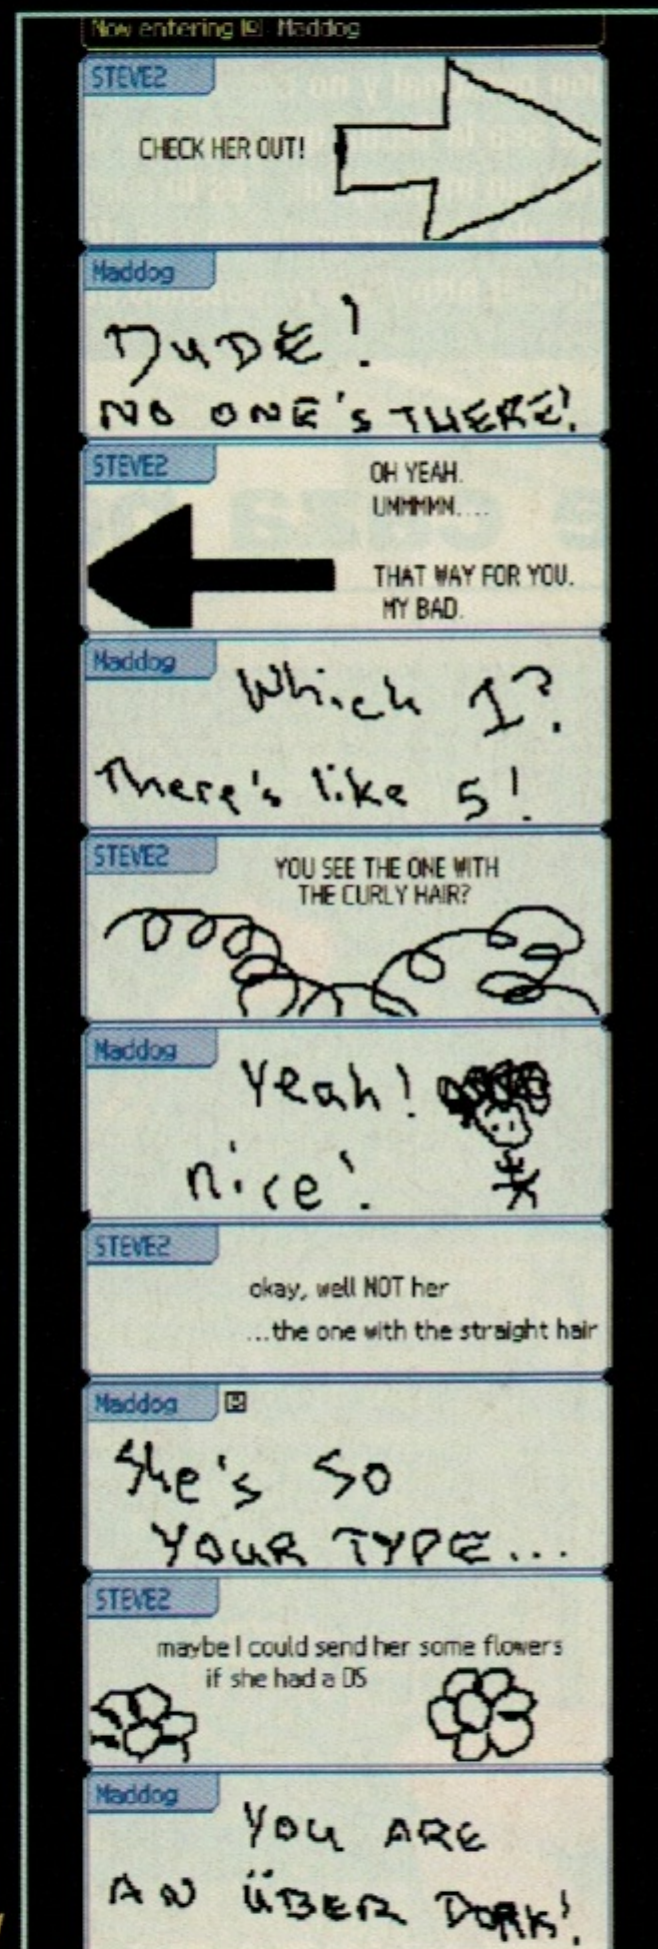 Now entering Maddog
STEVE2
CHECK HER OUT!
Maddog
DUDE!
NO ONE'S THERE!
STEVE2
OH YEAH.
UMMMMM....
THAT WAY FOR YOU.
MY BAD.
Maddog
Which 1?
There's like 5!
STEVE2
YOU SEE THE ONE WITH
THE CURLY HAIR?
Maddog
Yeah!
nice!
STEVE2
okay, well NOT her
...the one with the straight hair
Maddog
She's so
YOUR TYPE...
STEVE2
maybe I could send her some flowers
if she had a DS
Maddog
YOU ARE
AN ÜBER DORK!